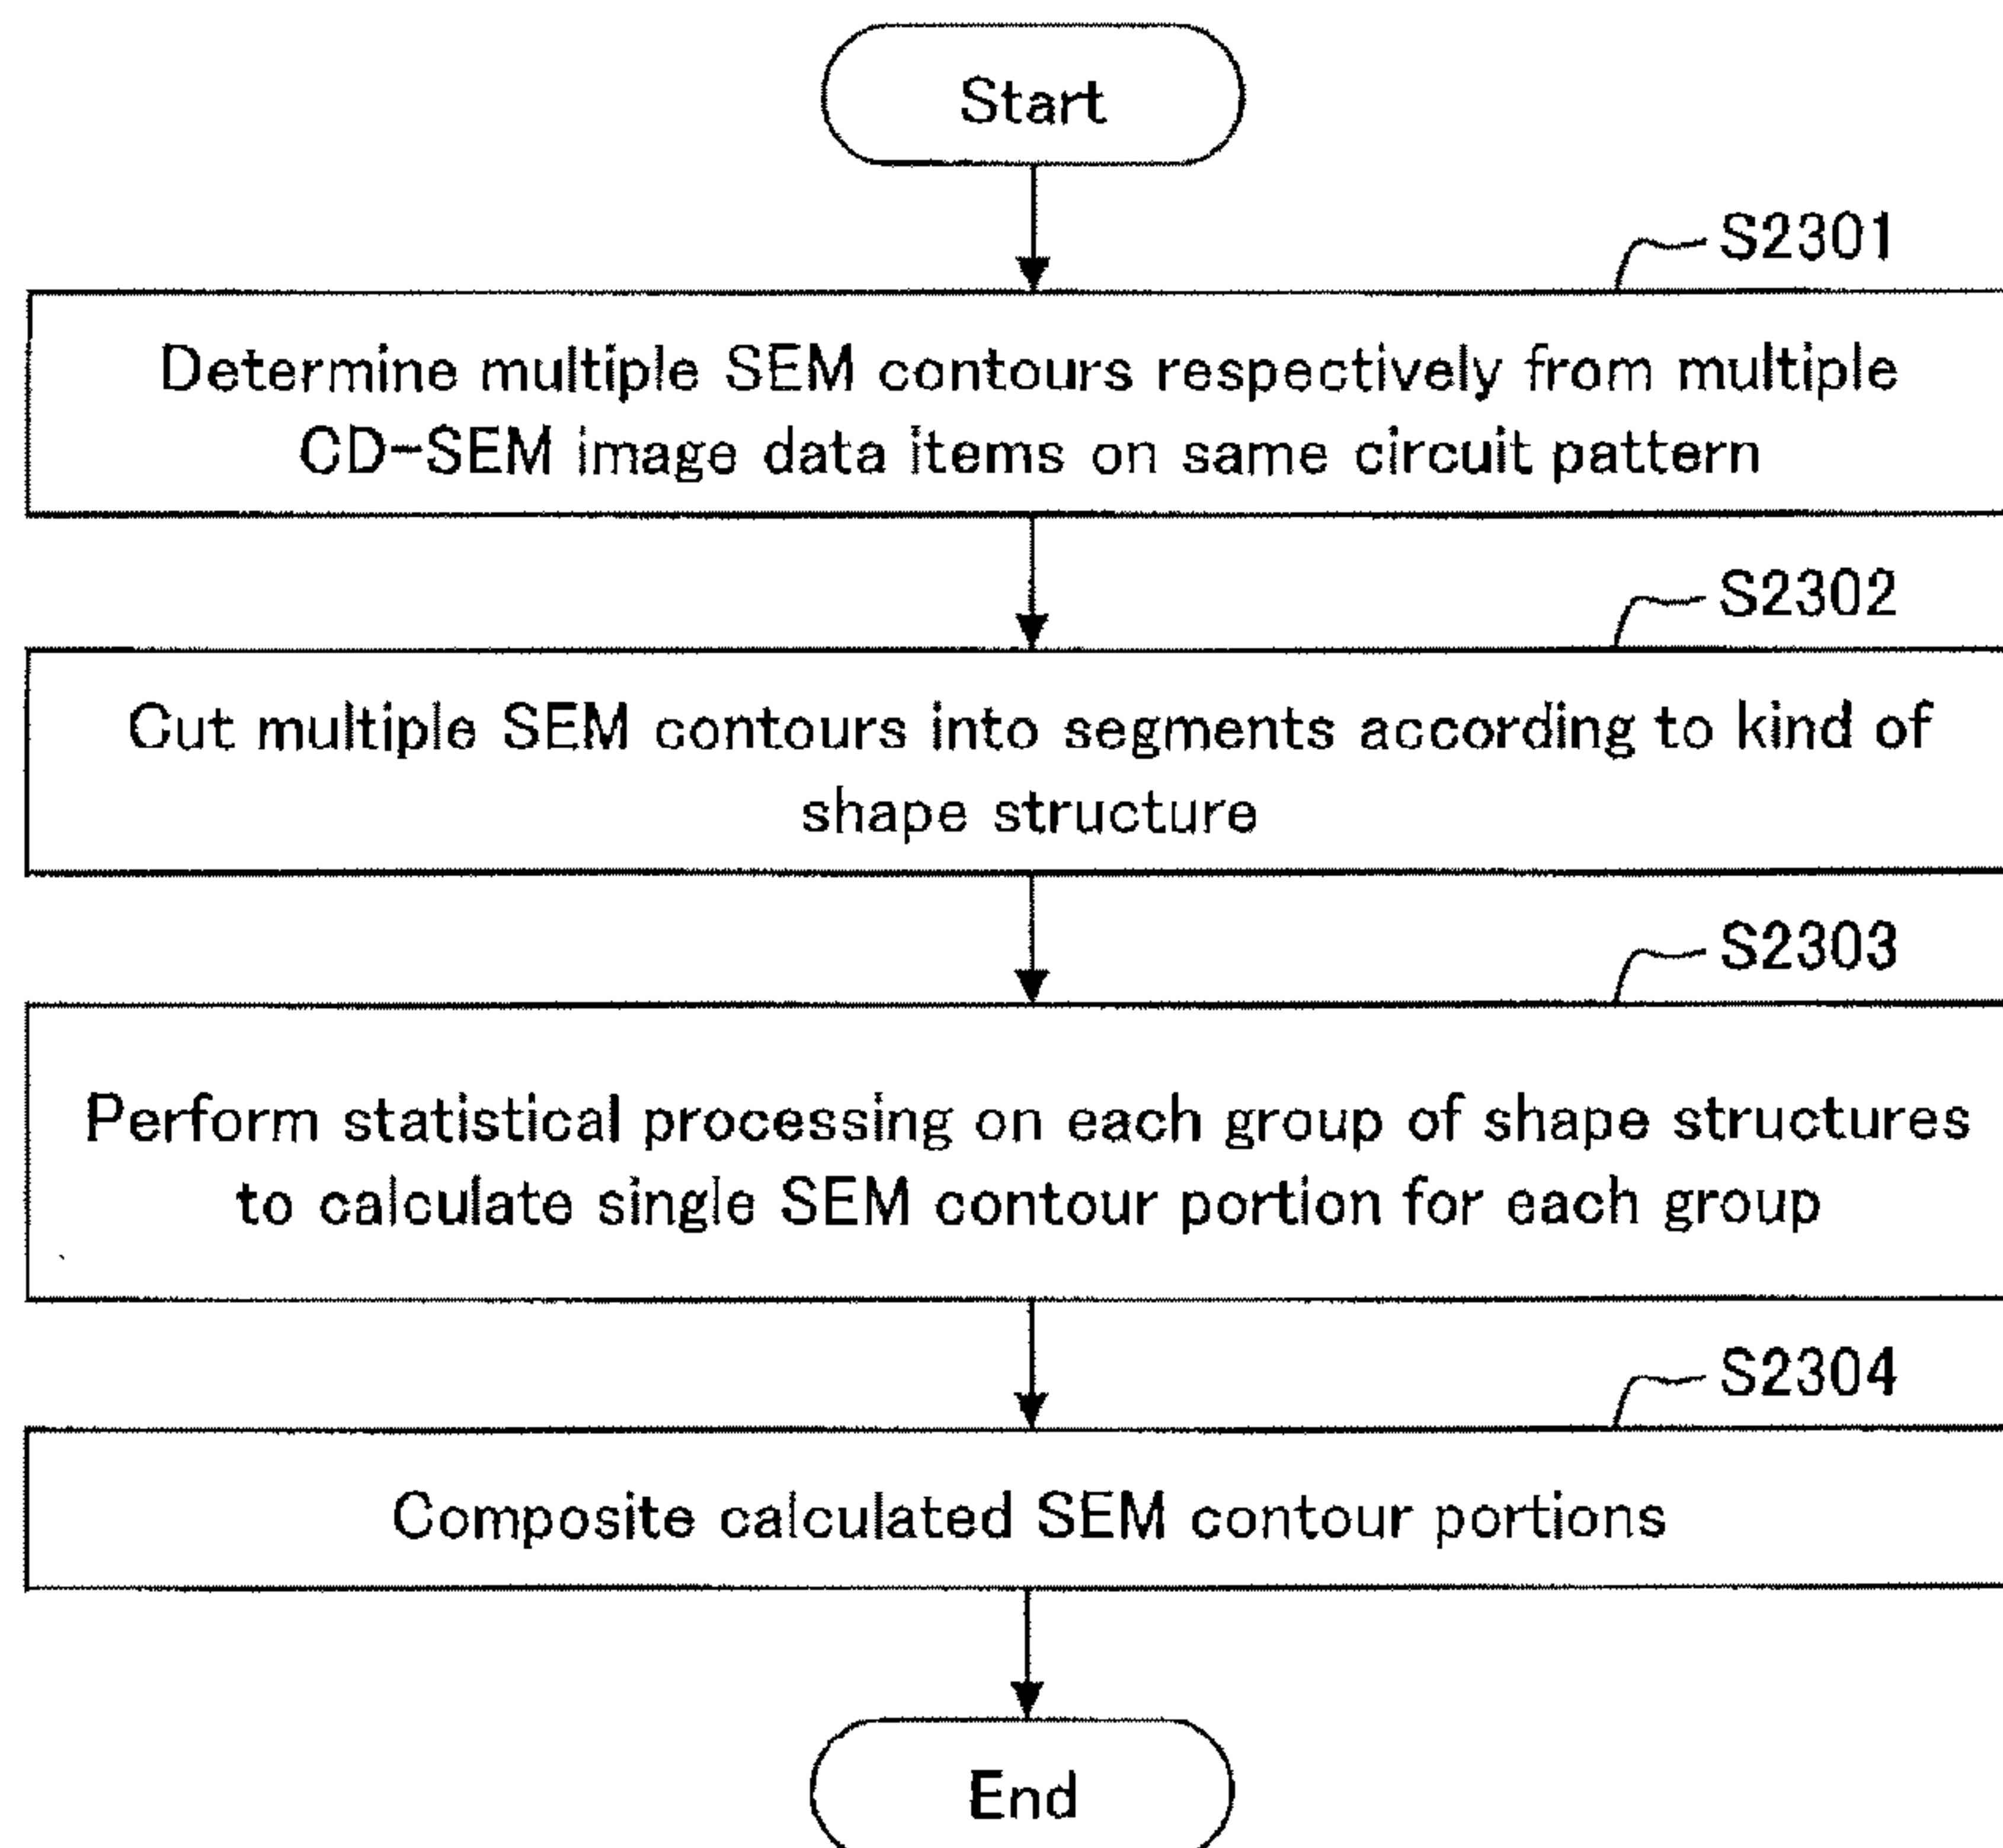 Start
S2301
Determine multiple SEM contours respectively from multiple
CD-SEM image data items on same circuit pattern
S2302
Cut multiple SEM contours into segments according to kind of
shape structure
S2303
Perform statistical processing on each group of shape structures
to calculate single SEM contour portion for each group
S2304
Composite calculated SEM contour portions
End